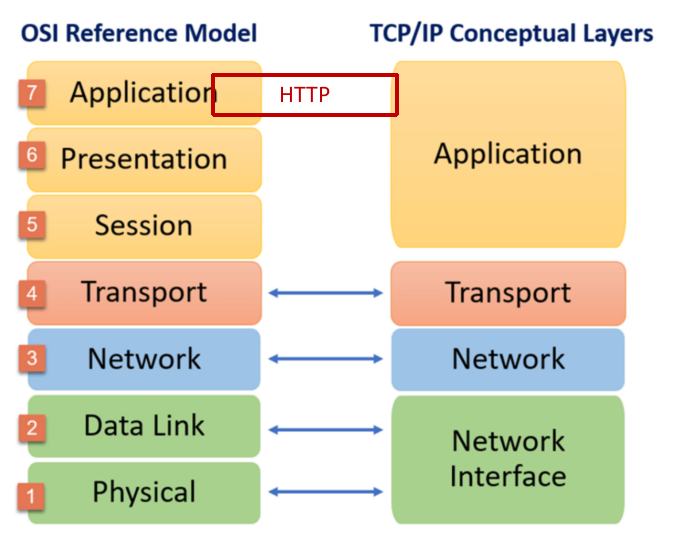 OSI Reference Model
TCP/IP Conceptual Layers
7 Application
HTTP
6 Presentation
Application
5 Session
4 Transport
Transport
3 Network
Network
2 Data Link
Network
Interface
1 Physical